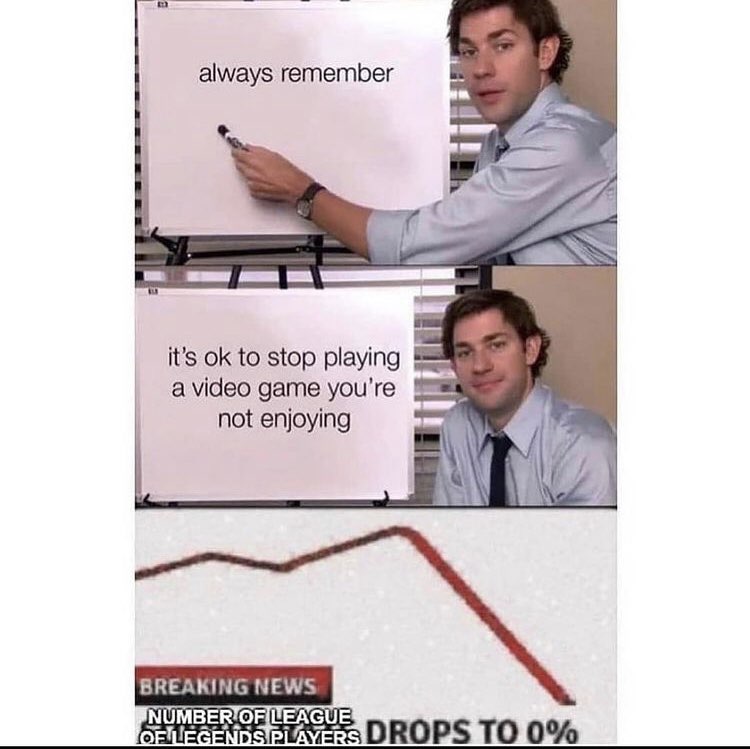 always remember
it's ok to stop playing
a video game you're
not enjoying
BREAKING NEWS
NUMBER OF LEAGUE
OF LEGENDS PLAYERS DROPS TO 0%